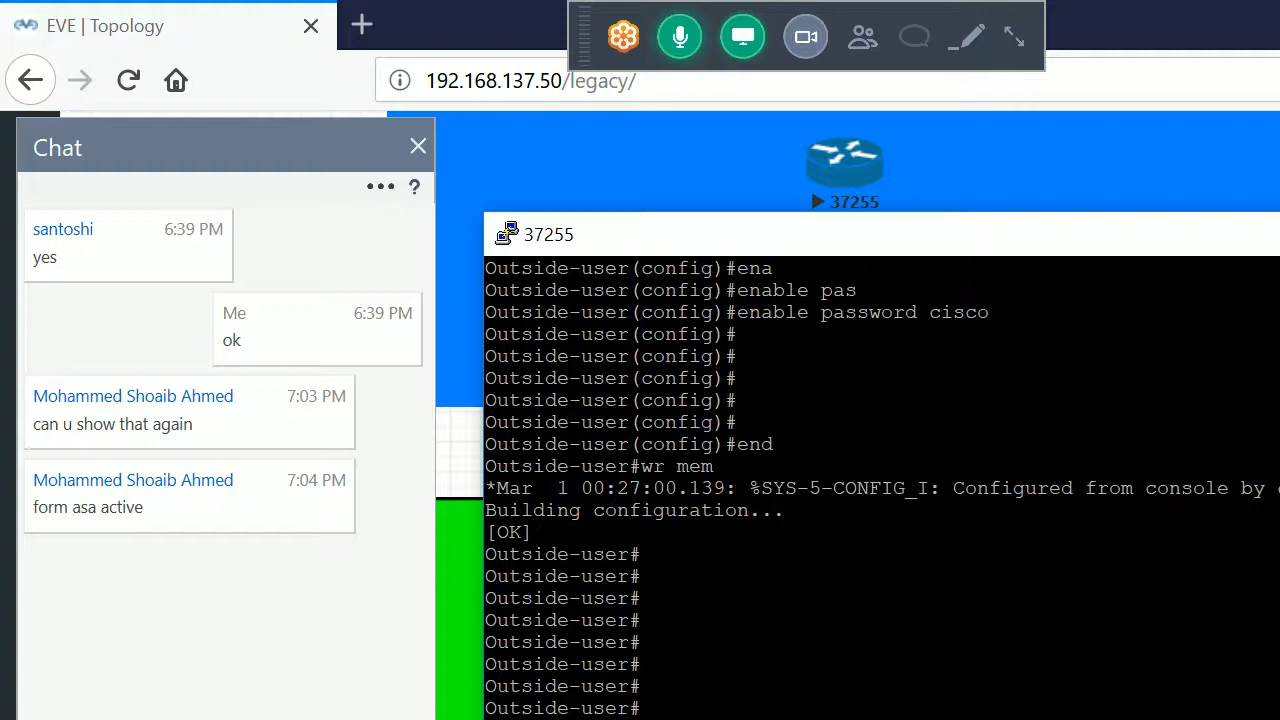 EVE | Topology
192.168.137.50/legacy/
Chat
santoshi 6:39 PM
yes
Me 6:39 PM
ok
Mohammed Shoaib Ahmed 7:03 PM
can u show that again
Mohammed Shoaib Ahmed 7:04 PM
form asa active
37255
37255
Outside-user(config)#ena
Outside-user(config)#enable pas
Outside-user(config)#enable password cisco
Outside-user(config)#
Outside-user(config)#
Outside-user(config)#
Outside-user(config)#
Outside-user(config)#
Outside-user(config)#end
Outside-user#wr mem
*Mar  1 00:27:00.139: %SYS-5-CONFIG_I: Configured from console by
Building configuration...
[OK]
Outside-user#
Outside-user#
Outside-user#
Outside-user#
Outside-user#
Outside-user#
Outside-user#
Outside-user#